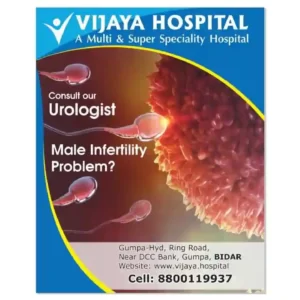 VIJAYA HOSPITAL
A Multi & Super Speciality Hospital
Consult our
Urologist
Male Infertility
Problem?
Gumpa-Hyd, Ring Road,
Near DCC Bank, Gumpa, BIDAR
Website: www.vijaya.hospital
Cell: 8800119937